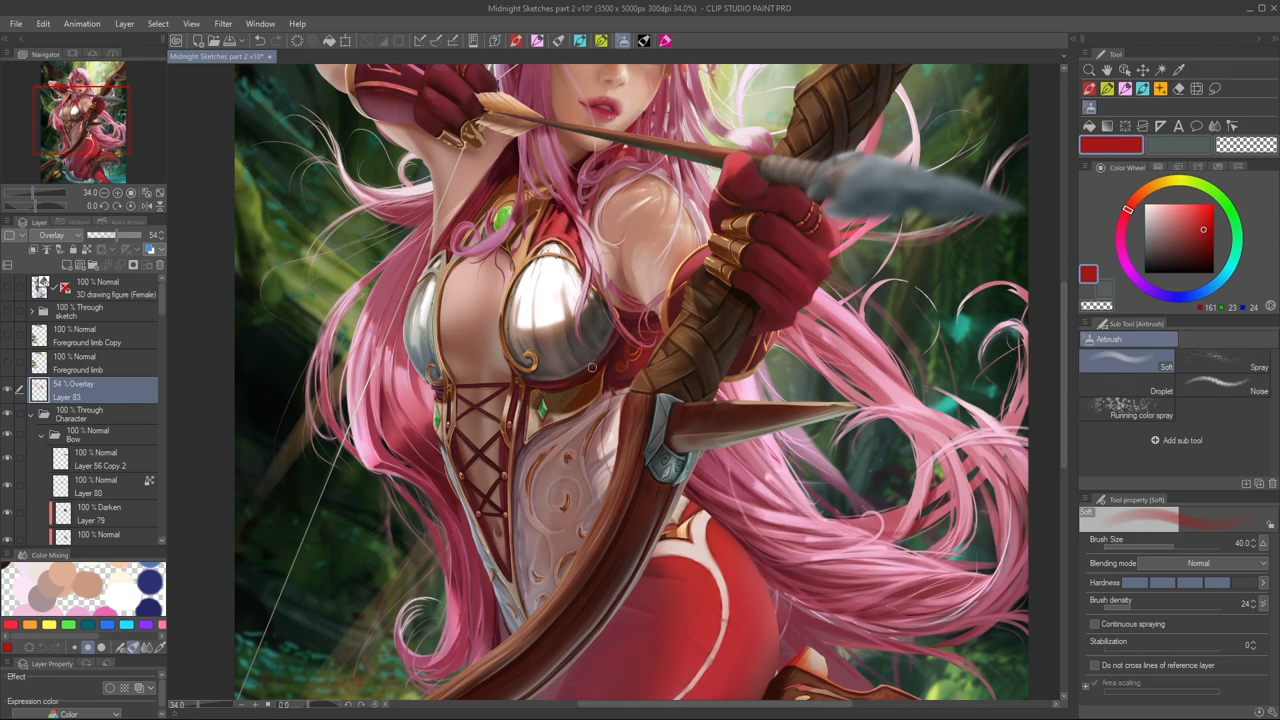 Midnight Sketches part 2 v10* (3500 x 5000px 300dpi 34.0%) - CLIP STUDIO PAINT PRO
File Edit Animation Layer Select View Filter Window Help
Navigator
Midnight Sketches part 2 v10*
34.0
0.0
Layer History Auto Action
Overlay 54
100 % Normal
3D drawing figure (Female)
100 % Through
sketch
100 % Normal
Foreground limb Copy
100 % Normal
Foreground limb
54 % Overlay
Layer 83
100 % Through
Character
100 % Normal
Bow
100 % Normal
Layer 56 Copy 2
100 % Normal
Layer 80
100 % Darken
Layer 79
100 % Normal
Color Mixing
Layer Property
Effect
Expression color
Color
34.0 0.0
Tool
Color Wheel
161 23 24
Sub Tool [Airbrush]
Airbrush
Soft
Spray
Droplet
Noise
Running color spray
Add sub tool
Tool property [Soft]
Soft
Brush Size 40.0
Blending mode Normal
Hardness
Brush density 24
Continuous spraying
Stabilization 0
Do not cross lines of reference layer
Area scaling